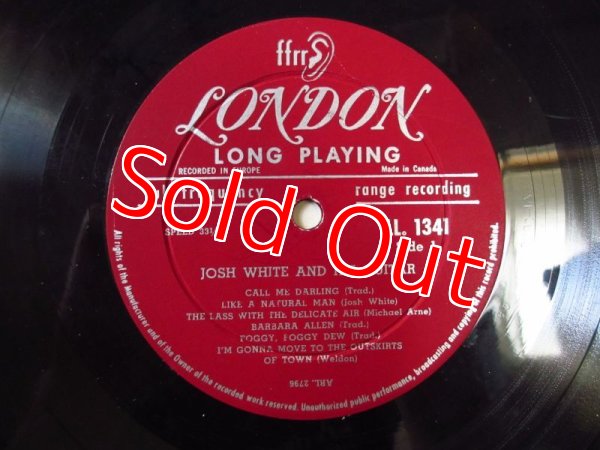 ffrr
LONDON
LONG PLAYING
RECORDED IN EUROPE Made in Canada
range recording
SPEED 33
1341
JOSH WHITE AND
CALL ME DARLING (Trad.)
LIKE A NATURAL MAN (Josh White)
THE LASS WITH THE DELICATE AIR (Michael Arne)
BARBARA ALLEN (Trad.)
FOGGY, FOGGY DEW (Trad.)
I'M GONNA MOVE TO THE OUTSKIRTS
OF TOWN (Weldon)
ARL. 2796
All rights of the Manufacturer and of the Owner of the recorded work reserved. Unauthorized public performance, broadcasting and copying of this record prohibited.
Sold Out